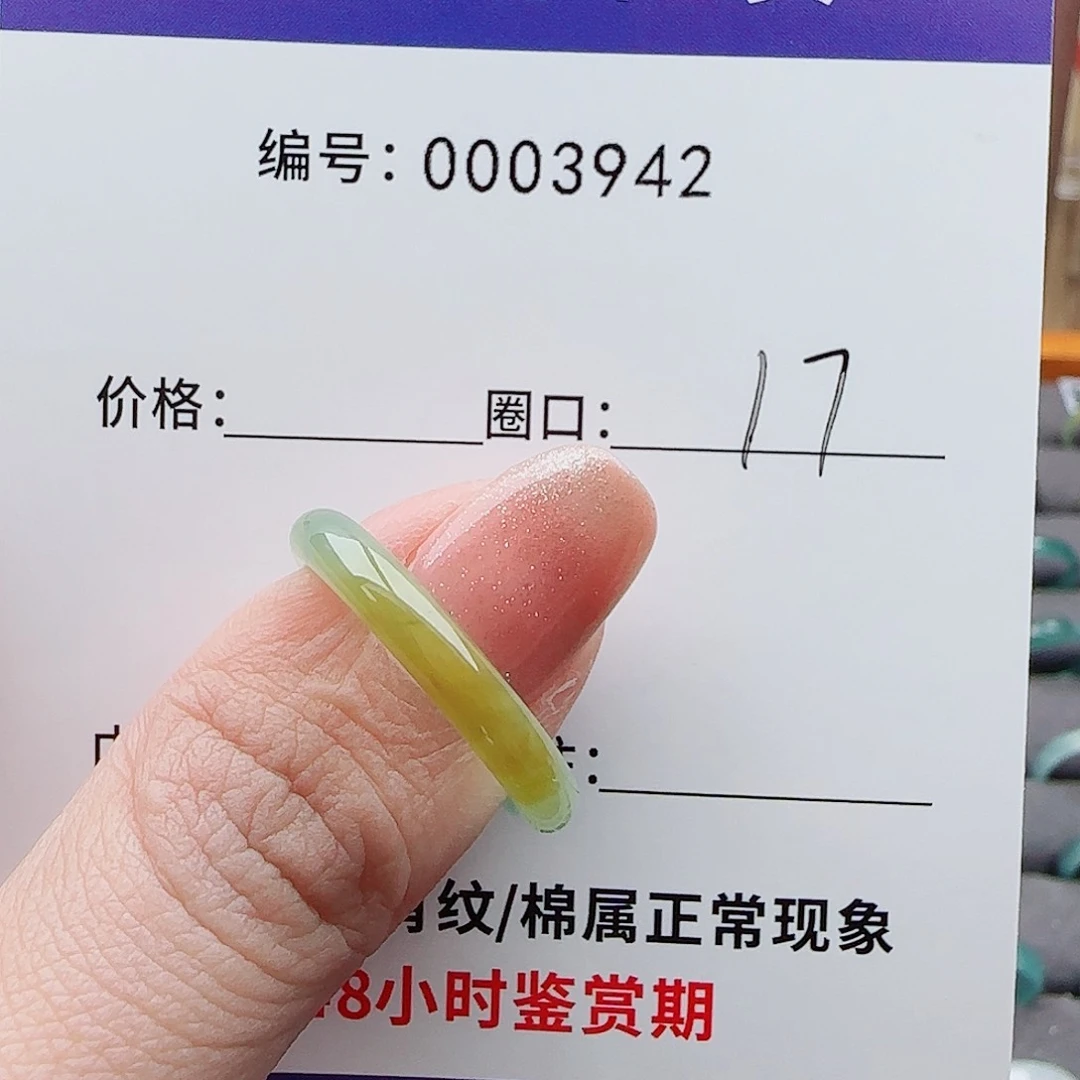 编号：0003942
价格： 圈口：17
纹/棉属正常现象
8小时鉴赏期